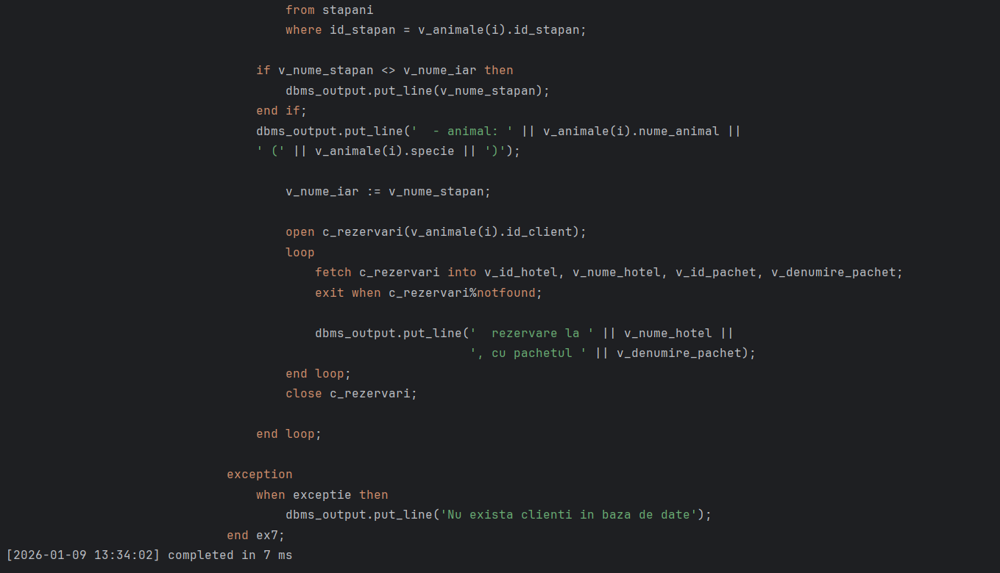 from stapani
where id_stapan = v_animale(i).id_stapan;
if v_nume_stapan <> v_nume_iar then
dbms_output.put_line(v_nume_stapan);
end if;
dbms_output.put_line('  - animal: ' || v_animale(i).nume_animal ||
' (' || v_animale(i).specie || ')');
v_nume_iar := v_nume_stapan;
open c_rezervari(v_animale(i).id_client);
loop
fetch c_rezervari into v_id_hotel, v_nume_hotel, v_id_pachet, v_denumire_pachet;
exit when c_rezervari%notfound;
dbms_output.put_line('  rezervare la ' || v_nume_hotel ||
', cu pachetul ' || v_denumire_pachet);
end loop;
close c_rezervari;
end loop;
exception
when exceptie then
dbms_output.put_line('Nu exista clienti in baza de date');
end ex7;
[2026-01-09 13:34:02] completed in 7 ms